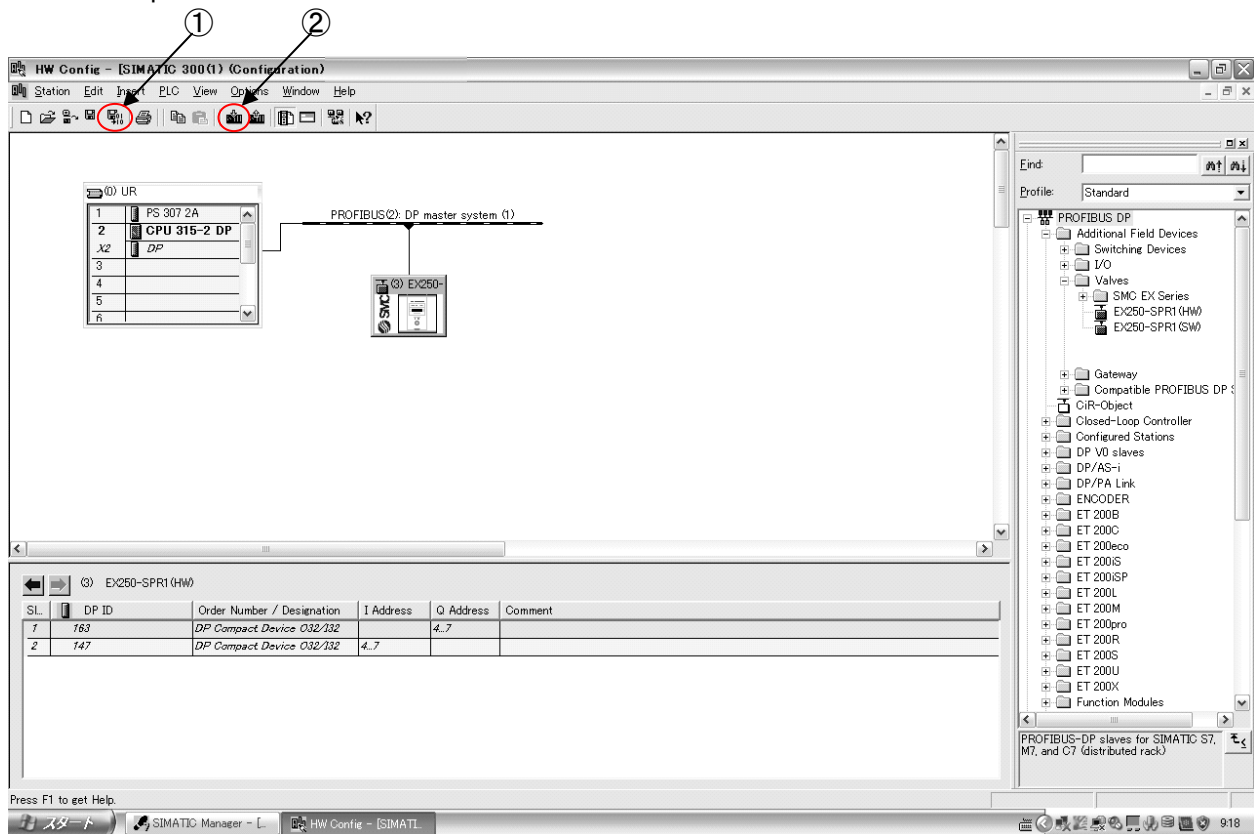 ① ②
HW Config - [SIMATIC 300(1) (Configuration)
Station Edit Insert PLC View Options Window Help
(0) UR
1 PS 307 2A
2 CPU 315-2 DP
X2 DP
3
4
5
6
PROFIBUS(2): DP master system (1)
(3) EX250-
SMC
Find:
Profile: Standard
PROFIBUS DP
Additional Field Devices
Switching Devices
I/O
Valves
SMC EX Series
EX250-SPR1(HW)
EX250-SPR1(SW)
Gateway
Compatible PROFIBUS DP S
CiR-Object
Closed-Loop Controller
Configured Stations
DP V0 slaves
DP/AS-i
DP/PA Link
ENCODER
ET 200B
ET 200C
ET 200eco
ET 200iS
ET 200iSP
ET 200L
ET 200M
ET 200pro
ET 200R
ET 200S
ET 200U
ET 200X
Function Modules
PROFIBUS-DP slaves for SIMATIC S7,
M7, and C7 (distributed rack)
(3) EX250-SPR1(HW)
Sl... DP ID Order Number / Designation I Address Q Address Comment
1 163 DP Compact Device O32/I32 4...7
2 147 DP Compact Device O32/I32 4...7
Press F1 to get Help.
スタート SIMATIC Manager - [... HW Config - [SIMATI... 9:18